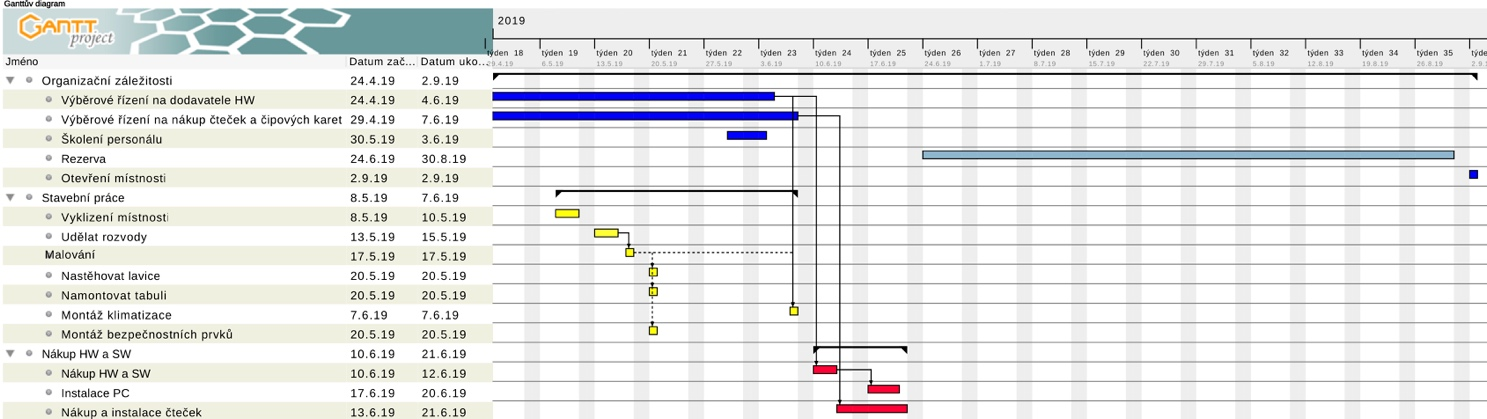 Ganttův diagram
GANTT
project
2019
týden 18 týden 19 týden 20 týden 21 týden 22 týden 23 týden 24 týden 25 týden 26 týden 27 týden 28 týden 29 týden 30 týden 31 týden 32 týden 33 týden 34 týden 35 týde
Jméno Datum zač... Datum uko... 29.4.19 6.5.19 13.5.19 20.5.19 27.5.19 3.6.19 10.6.19 17.6.19 24.6.19 1.7.19 8.7.19 15.7.19 22.7.19 29.7.19 5.8.19 12.8.19 19.8.19 26.8.19 2.9.1
Organizační záležitosti 24.4.19 2.9.19
Výběrové řízení na dodavatele HW 24.4.19 4.6.19
Výběrové řízení na nákup čteček a čipových karet 29.4.19 7.6.19
Školení personálu 30.5.19 3.6.19
Rezerva 24.6.19 30.8.19
Otevření místnosti 2.9.19 2.9.19
Stavební práce 8.5.19 7.6.19
Vyklizení místnosti 8.5.19 10.5.19
Udělat rozvody 13.5.19 15.5.19
Malování 17.5.19 17.5.19
Nastěhovat lavice 20.5.19 20.5.19
Namontovat tabuli 20.5.19 20.5.19
Montáž klimatizace 7.6.19 7.6.19
Montáž bezpečnostních prvků 20.5.19 20.5.19
Nákup HW a SW 10.6.19 21.6.19
Nákup HW a SW 10.6.19 12.6.19
Instalace PC 17.6.19 20.6.19
Nákup a instalace čteček 13.6.19 21.6.19